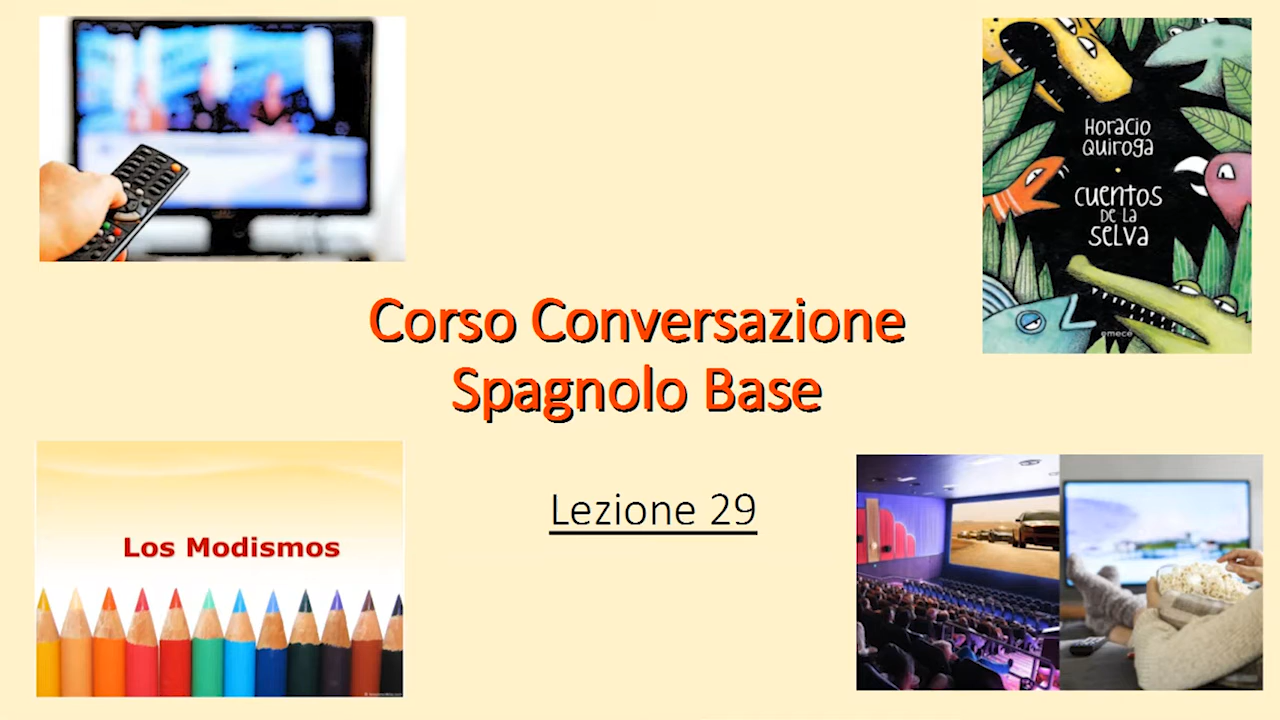 Horacio
Quiroga
cuentos
de la
selva
emecé
Corso Conversazione
Spagnolo Base
Lezione 29
Los Modismos